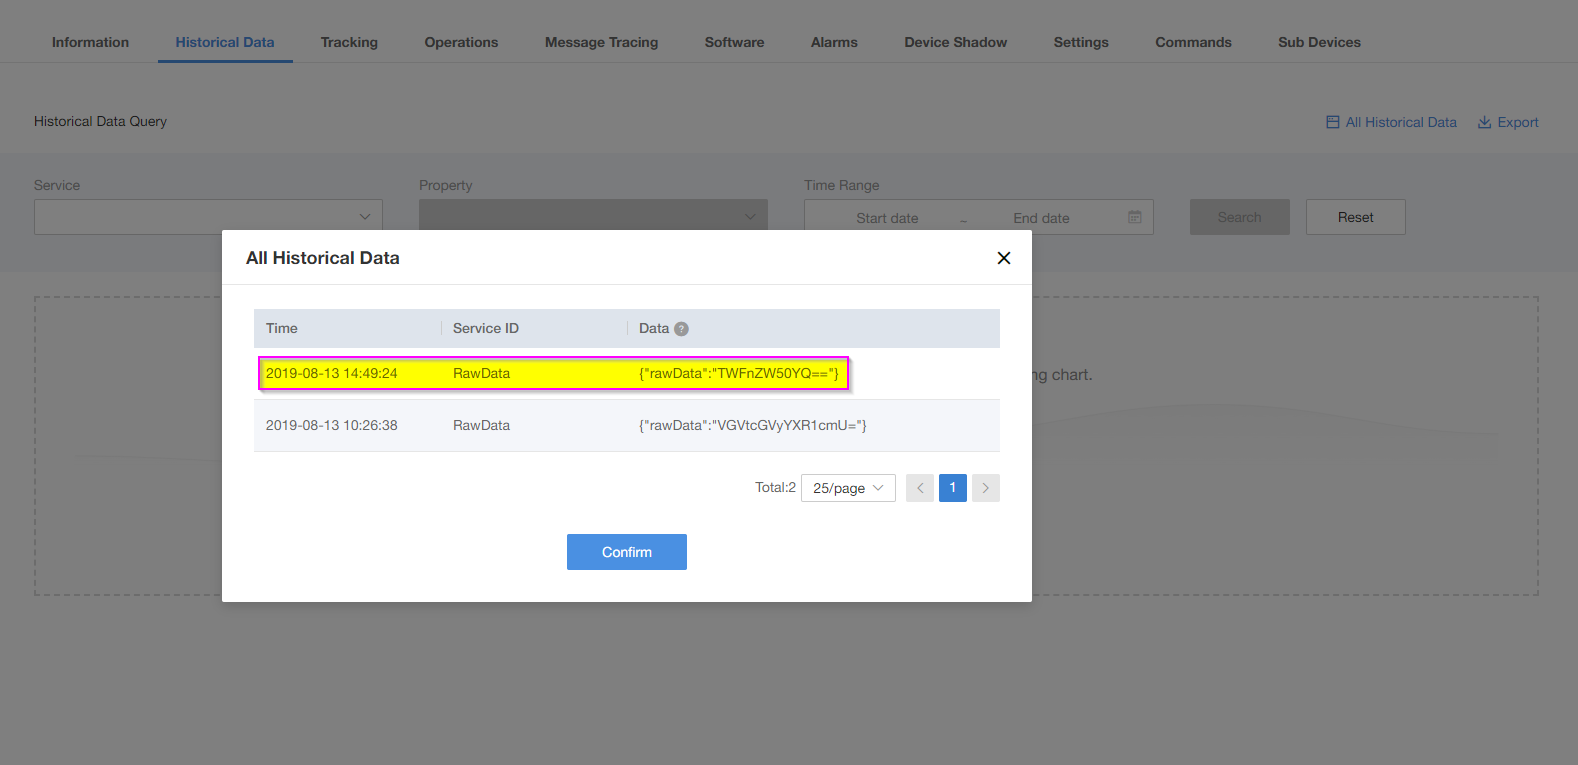 Information Historical Data Tracking Operations Message Tracing Software Alarms Device Shadow Settings Commands Sub Devices
Historical Data Query All Historical Data Export
Service Property Time Range
Start date ~ End date Search Reset
All Historical Data
Time Service ID Data ?
2019-08-13 14:49:24 RawData {"rawData":"TWFnZW50YQ=="}
ng chart.
2019-08-13 10:26:38 RawData {"rawData":"VGVtcGVyYXR1cmU="}
Total:2 25/page 1
Confirm